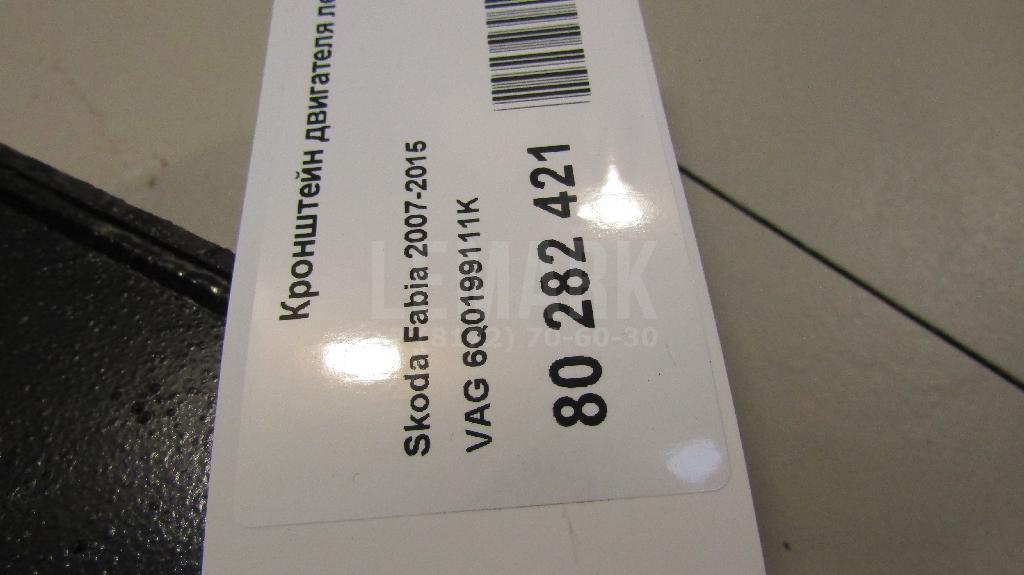 Кронштейн двигателя
Skoda Fabia 2007-2015
VAG 6Q0199111K
80 282 421
LEMARK
70-60-30